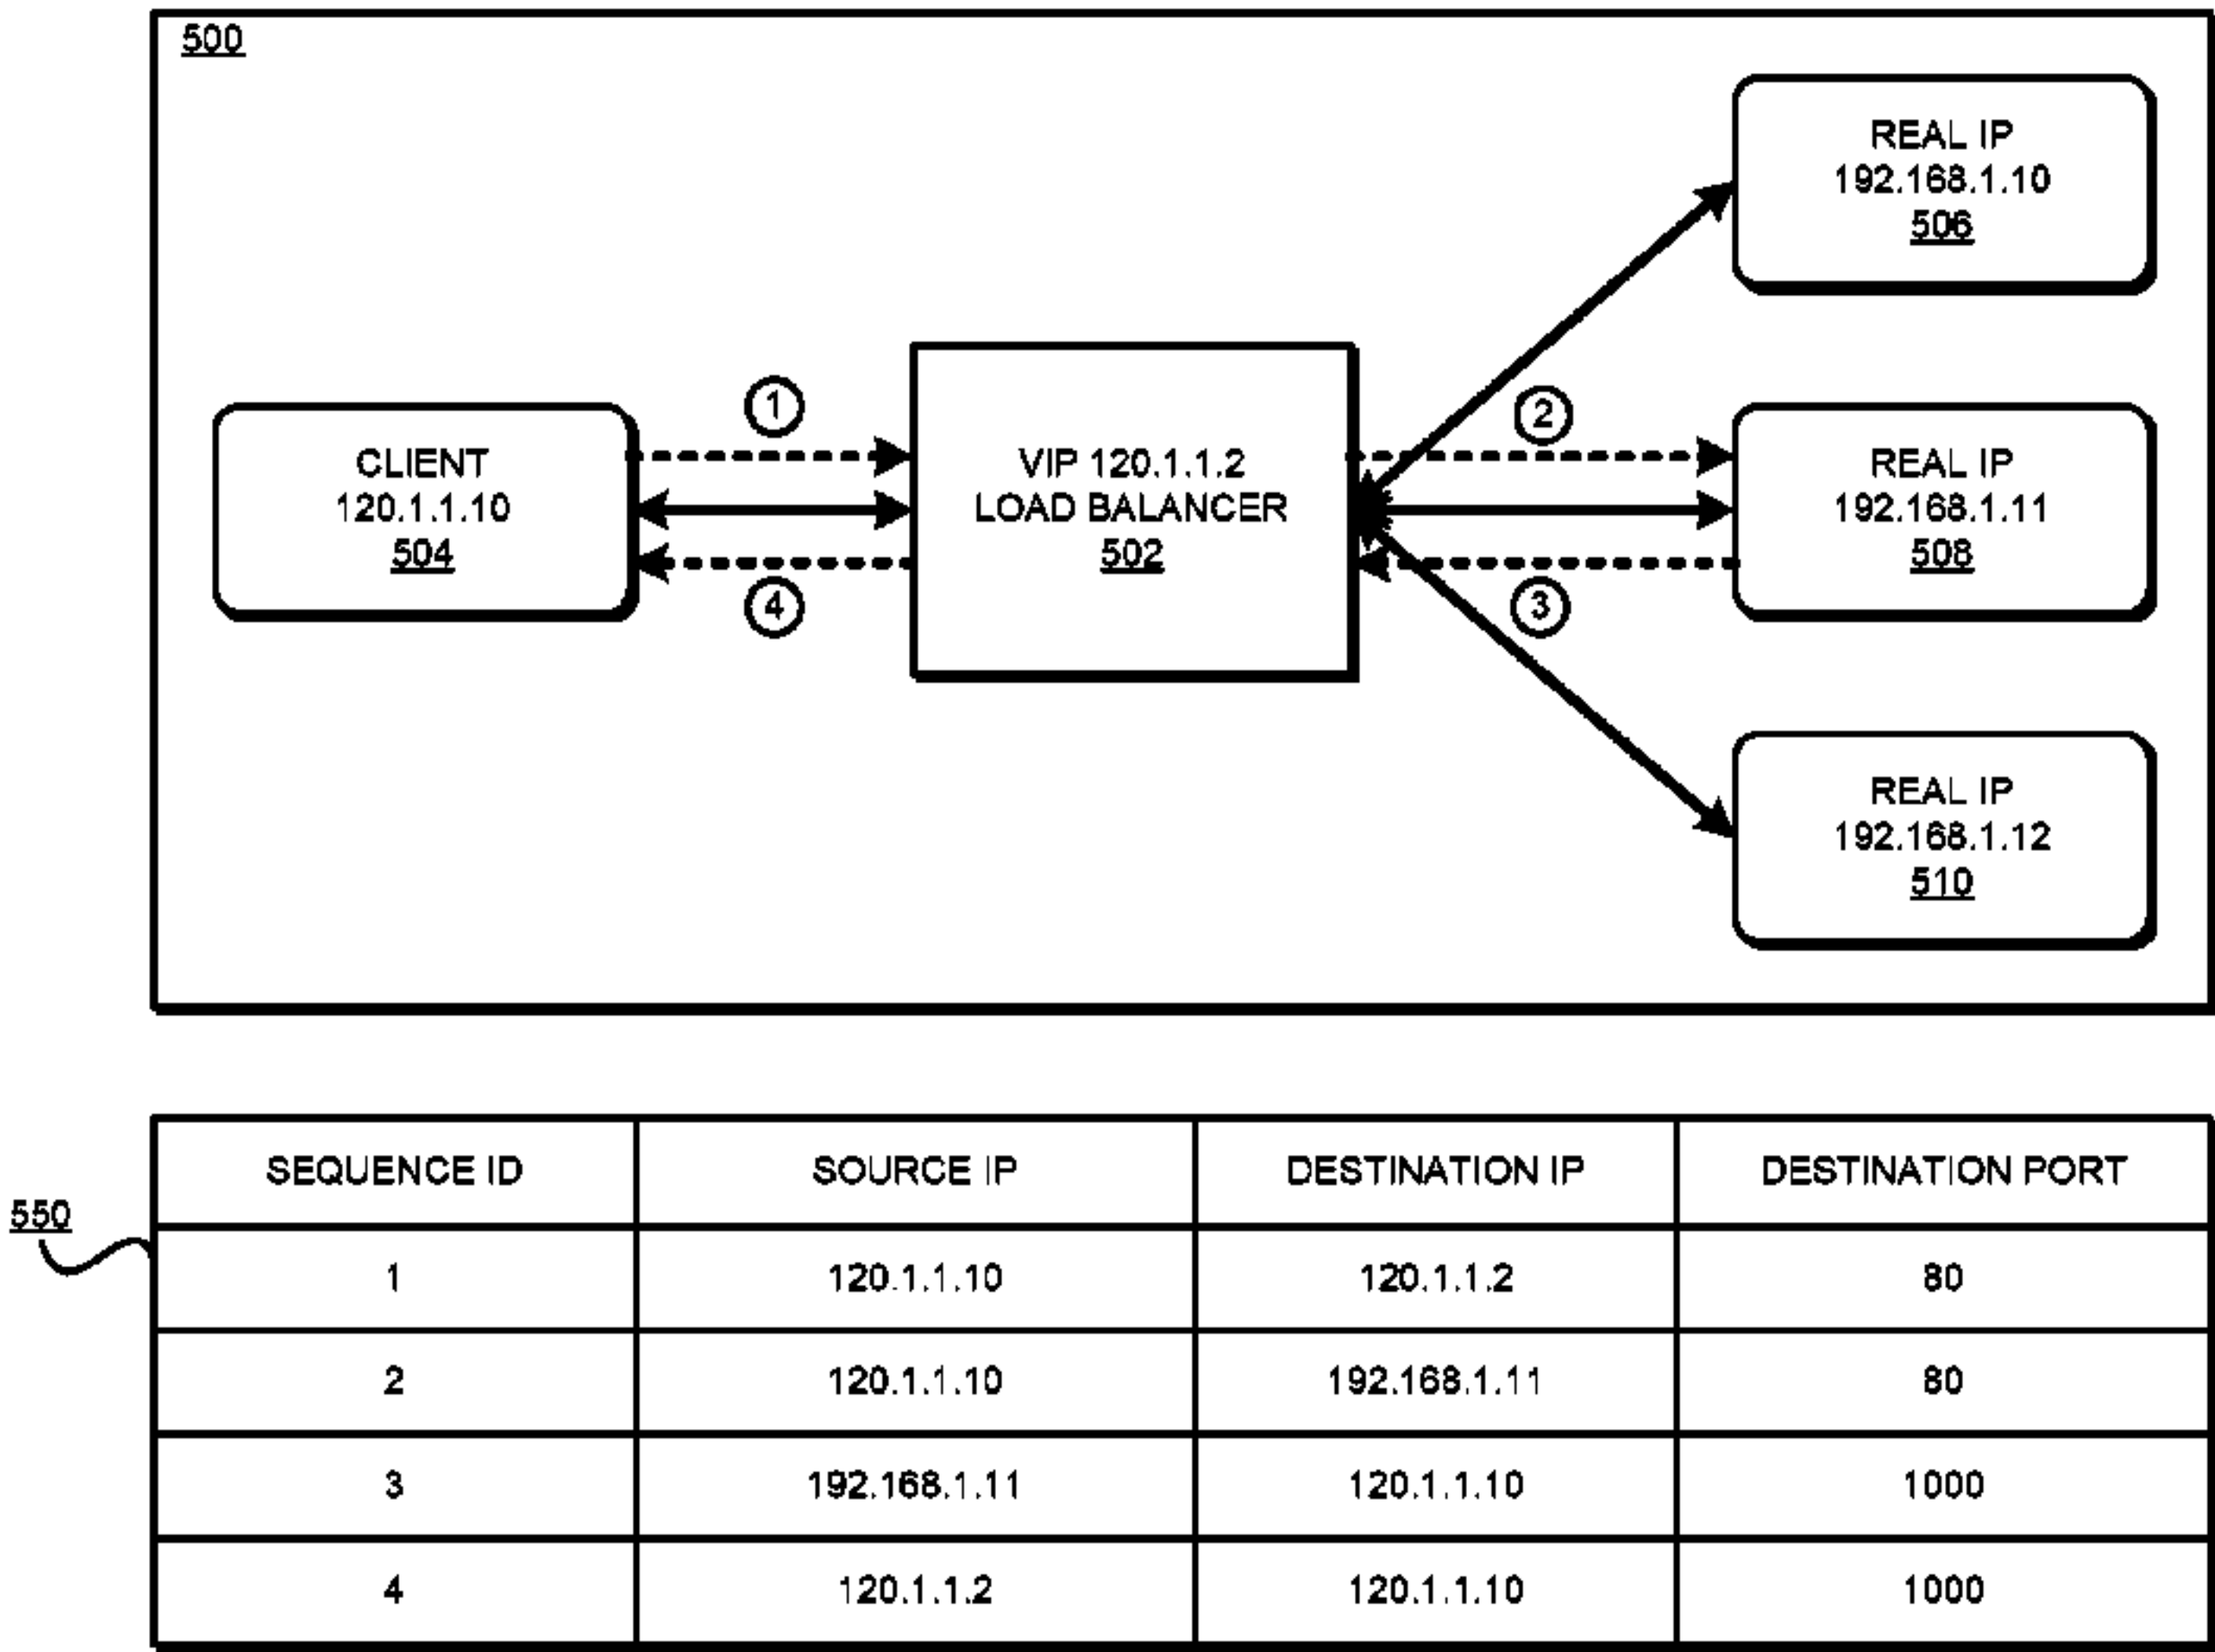 500
REAL IP
192.168.1.10
506
1
2
CLIENT
120.1.1.10
504
VIP 120.1.1.2
LOAD BALANCER
502
REAL IP
192.168.1.11
508
4
3
REAL IP
192.168.1.12
510
550
SEQUENCE ID SOURCE IP DESTINATION IP DESTINATION PORT
1 120.1.1.10 120.1.1.2 80
2 120.1.1.10 192.168.1.11 80
3 192.168.1.11 120.1.1.10 1000
4 120.1.1.2 120.1.1.10 1000